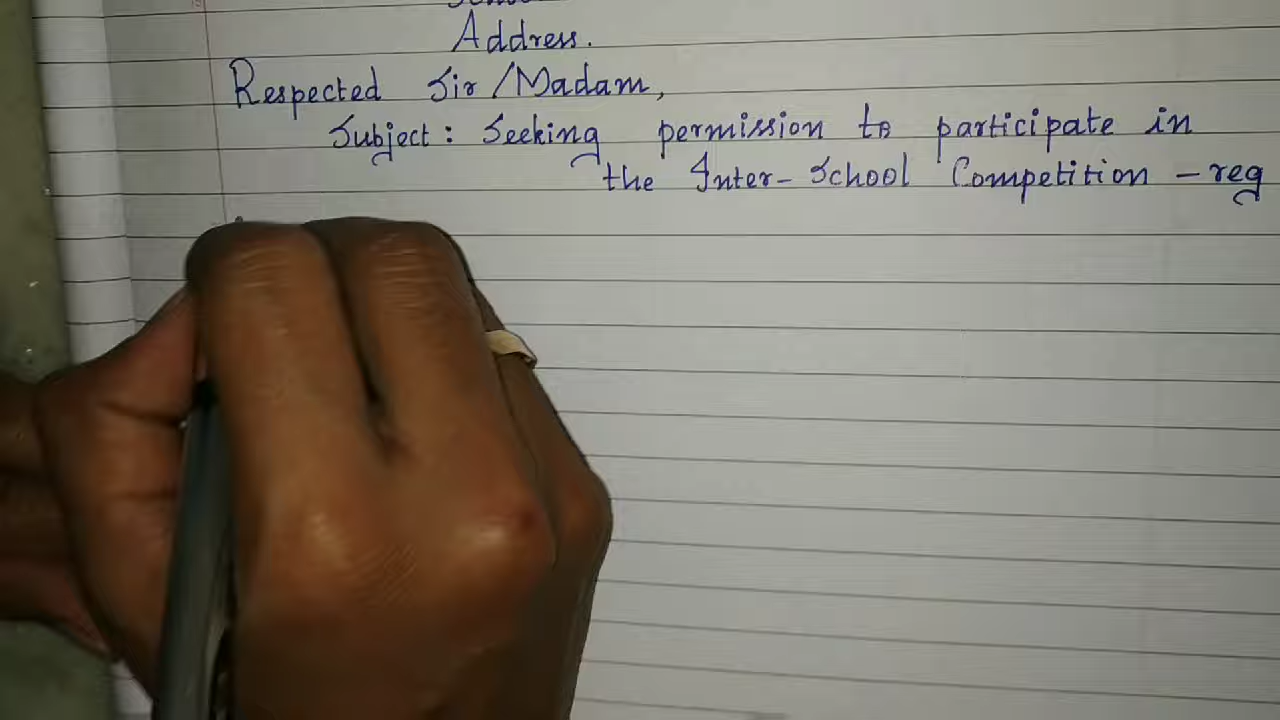 Address.
Respected Sir/Madam,
Subject: Seeking permission to participate in
the Inter-School Competition - reg